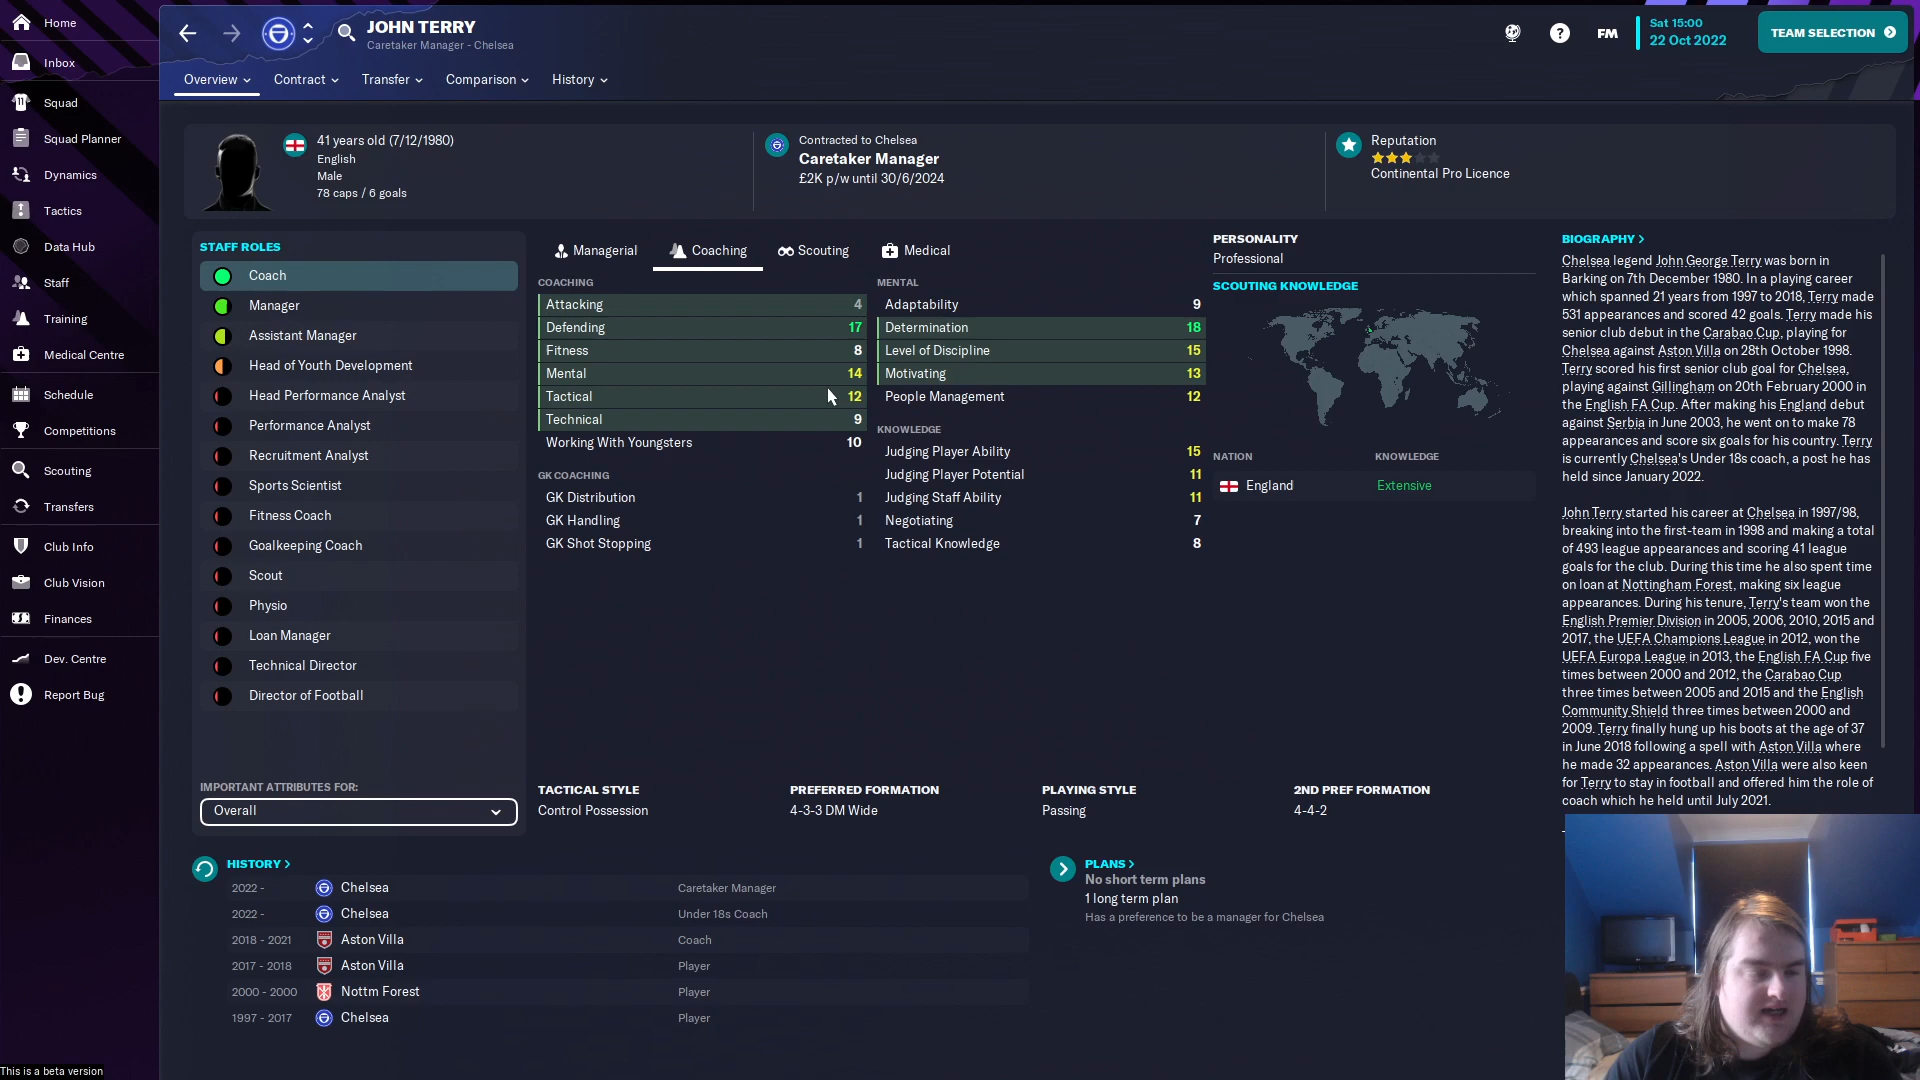 Home
Inbox
Squad
Squad Planner
Dynamics
Tactics
Data Hub
Staff
Training
Medical Centre
Schedule
Competitions
Scouting
Transfers
Club Info
Club Vision
Finances
Dev. Centre
Report Bug
This is a beta version
JOHN TERRY
Caretaker Manager - Chelsea
FM
Sat 15:00
22 Oct 2022
TEAM SELECTION
Overview
Contract
Transfer
Comparison
History
41 years old (7/12/1980)
English
Male
78 caps / 6 goals
Contracted to Chelsea
Caretaker Manager
£2K p/w until 30/6/2024
Reputation
Continental Pro Licence
STAFF ROLES
Coach
Manager
Assistant Manager
Head of Youth Development
Head Performance Analyst
Performance Analyst
Recruitment Analyst
Sports Scientist
Fitness Coach
Goalkeeping Coach
Scout
Physio
Loan Manager
Technical Director
Director of Football
IMPORTANT ATTRIBUTES FOR:
Overall
Managerial
Coaching
Scouting
Medical
COACHING
Attacking 4
Defending 17
Fitness 8
Mental 14
Tactical 12
Technical 9
Working With Youngsters 10
GK COACHING
GK Distribution 1
GK Handling 1
GK Shot Stopping 1
MENTAL
Adaptability 9
Determination 18
Level of Discipline 15
Motivating 13
People Management 12
KNOWLEDGE
Judging Player Ability 15
Judging Player Potential 11
Judging Staff Ability 11
Negotiating 7
Tactical Knowledge 8
PERSONALITY
Professional
SCOUTING KNOWLEDGE
NATION KNOWLEDGE
England Extensive
TACTICAL STYLE
Control Possession
PREFERRED FORMATION
4-3-3 DM Wide
PLAYING STYLE
Passing
2ND PREF FORMATION
4-4-2
BIOGRAPHY
Chelsea legend John George Terry was born in
Barking on 7th December 1980. In a playing career
which spanned 21 years from 1997 to 2018, Terry made
531 appearances and scored 42 goals. Terry made his
senior club debut in the Carabao Cup, playing for
Chelsea against Aston Villa on 28th October 1998.
Terry scored his first senior club goal for Chelsea,
playing against Gillingham on 20th February 2000 in
the English FA Cup. After making his England debut
against Serbia in June 2003, he went on to make 78
appearances and score six goals for his country. Terry
is currently Chelsea's Under 18s coach, a post he has
held since January 2022.
John Terry started his career at Chelsea in 1997/98,
breaking into the first-team in 1998 and making a total
of 493 league appearances and scoring 41 league
goals for the club. During this time he also spent time
on loan at Nottingham Forest, making six league
appearances. During his tenure, Terry's team won the
English Premier Division in 2005, 2006, 2010, 2015 and
2017, the UEFA Champions League in 2012, won the
UEFA Europa League in 2013, the English FA Cup five
times between 2000 and 2012, the Carabao Cup
three times between 2005 and 2015 and the English
Community Shield three times between 2000 and
2009. Terry finally hung up his boots at the age of 37
in June 2018 following a spell with Aston Villa where
he made 32 appearances. Aston Villa were also keen
for Terry to stay in football and offered him the role of
coach which he held until July 2021.
HISTORY
2022 - Chelsea Caretaker Manager
2022 - Chelsea Under 18s Coach
2018 - 2021 Aston Villa Coach
2017 - 2018 Aston Villa Player
2000 - 2000 Nottm Forest Player
1997 - 2017 Chelsea Player
PLANS
No short term plans
1 long term plan
Has a preference to be a manager for Chelsea